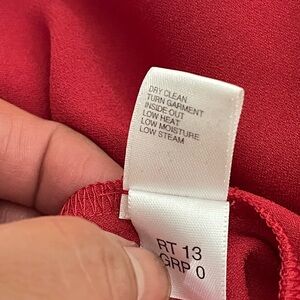 DRY CLEAN
TURN GARMENT
INSIDE OUT
LOW HEAT
LOW MOISTURE
LOW STEAM
RT 13
GRP 0